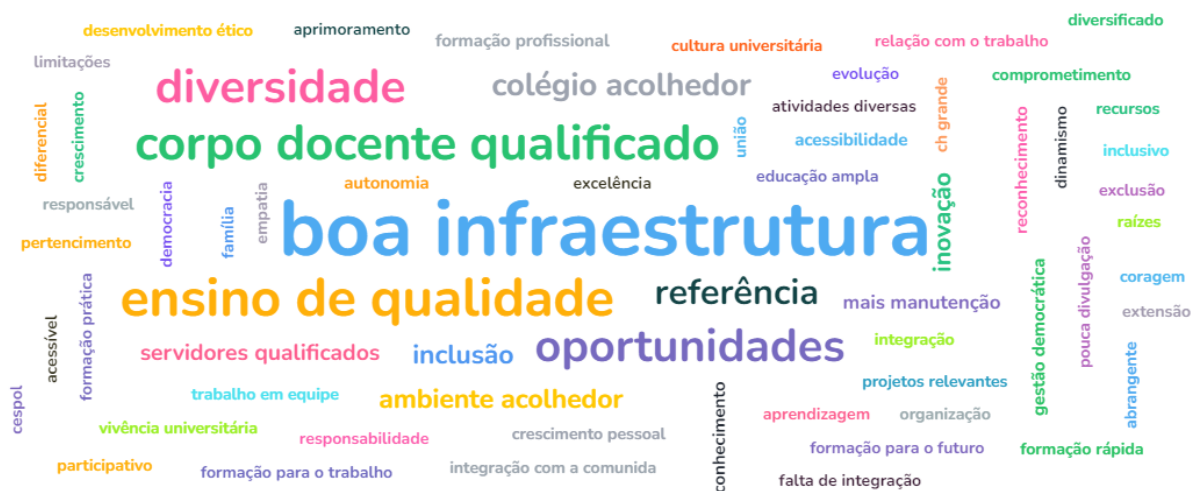 diversificado
desenvolvimento ético
aprimoramento
formação profissional
cultura universitária
relação com o trabalho
limitações
evolução
comprometimento
diversidade
colégio acolhedor
atividades diversas
ch grande
recursos
diferencial
crescimento
corpo docente qualificado
união
acessibilidade
reconhecimento
dinamismo
inclusivo
autonomia
excelência
educação ampla
exclusão
responsável
democracia
família
empatia
boa infraestrutura
inovação
raízes
pertencimento
pouca divulgação
coragem
acessível
formação prática
ensino de qualidade
referência
mais manutenção
gestão democrática
extensão
servidores qualificados
inclusão
oportunidades
integração
abrangente
cespol
trabalho em equipe
ambiente acolhedor
conhecimento
projetos relevantes
aprendizagem
organização
vivência universitária
responsabilidade
crescimento pessoal
formação para o futuro
formação rápida
participativo
formação para o trabalho
integração com a comunida
falta de integração